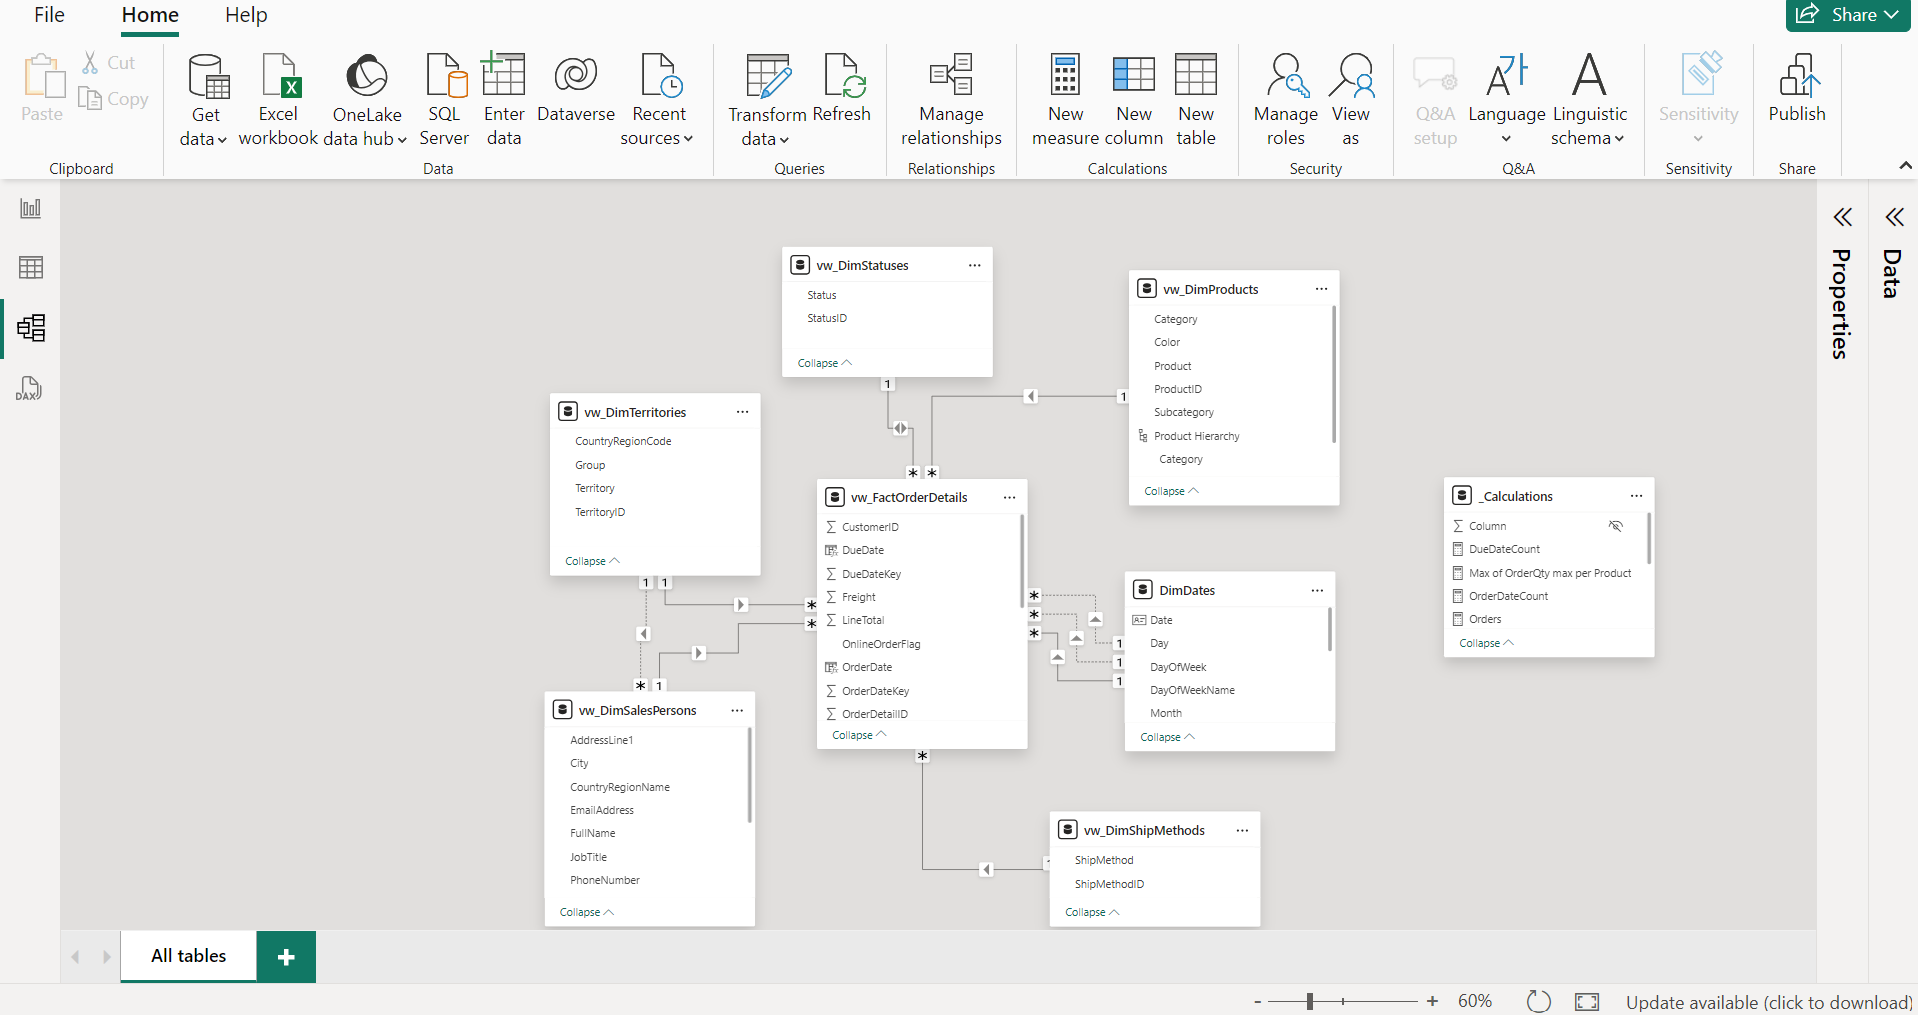 File Home Help
Share
Paste
Cut
Copy
Clipboard
Get data
Excel workbook
OneLake data hub
SQL Server
Enter data
Dataverse
Recent sources
Data
Transform data
Refresh
Queries
Manage relationships
Relationships
New measure
New column
New table
Calculations
Manage roles
View as
Security
Q&A setup
Language
Linguistic schema
Q&A
Sensitivity
Sensitivity
Publish
Share
DAX
Properties
Data
vw_DimStatuses
Status
StatusID
Collapse
1
vw_DimProducts
Category
Color
Product
ProductID
Subcategory
Product Hierarchy
Category
Collapse
1
vw_DimTerritories
CountryRegionCode
Group
Territory
TerritoryID
Collapse
1 1
* *
vw_FactOrderDetails
CustomerID
DueDate
DueDateKey
Freight
LineTotal
OnlineOrderFlag
OrderDate
OrderDateKey
OrderDetailID
Collapse
*
*
*
*
*
*
_Calculations
Column
DueDateCount
Max of OrderQty max per Product
OrderDateCount
Orders
Collapse
DimDates
Date
Day
DayOfWeek
DayOfWeekName
Month
Collapse
1
1
1
* 1
vw_DimSalesPersons
AddressLine1
City
CountryRegionName
EmailAddress
FullName
JobTitle
PhoneNumber
Collapse
vw_DimShipMethods
ShipMethod
ShipMethodID
Collapse
All tables
+
- + 60%
Update available (click to download)